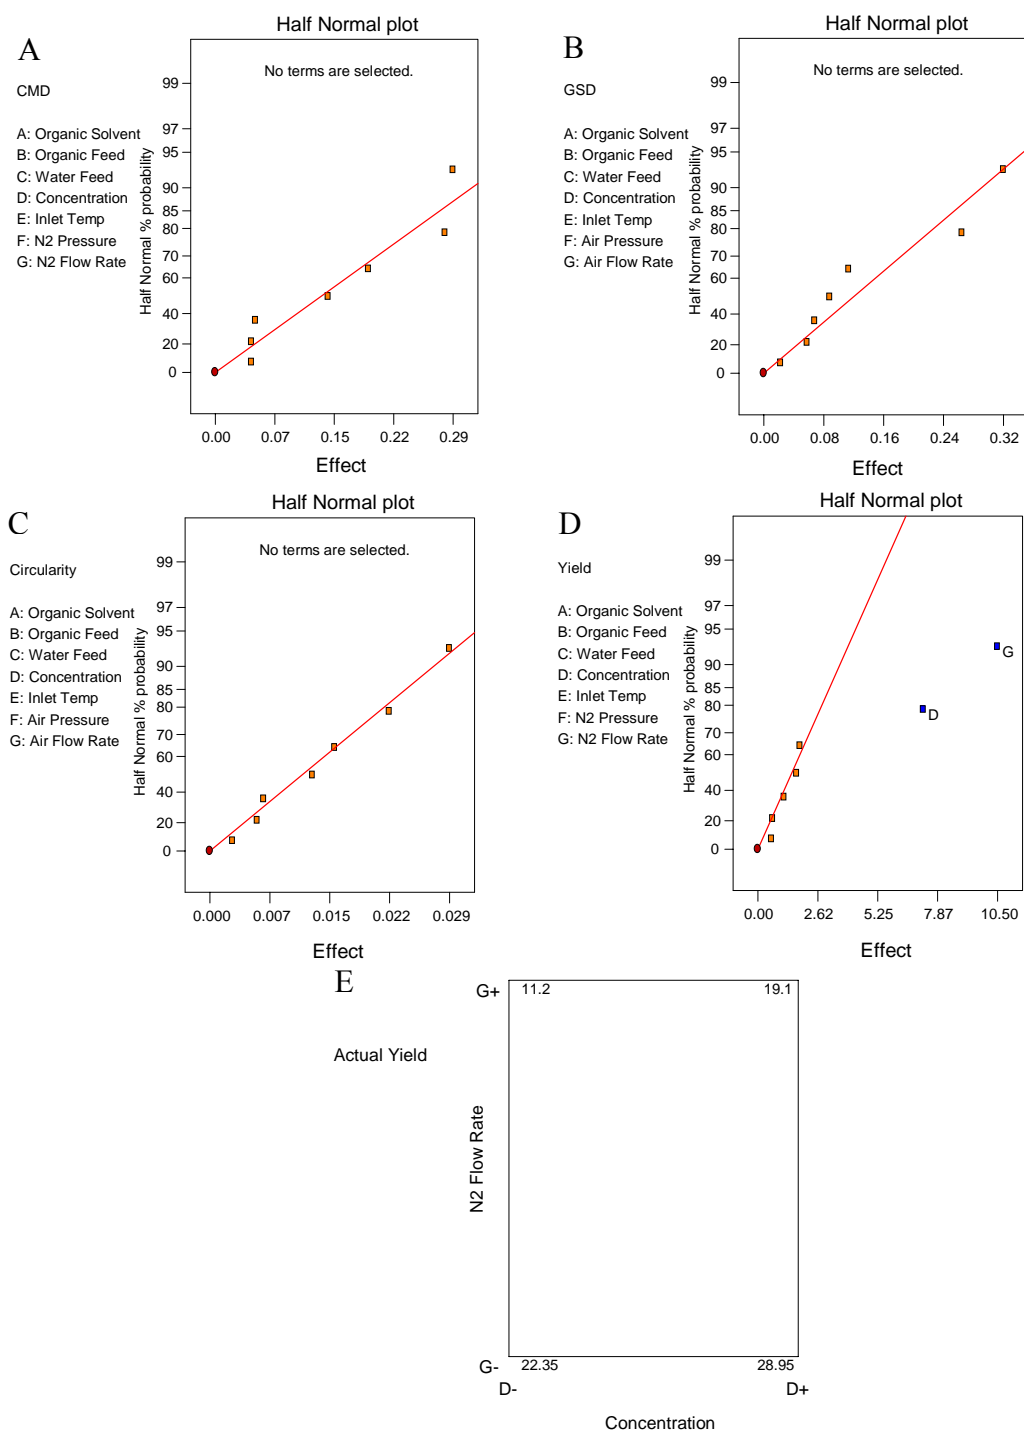 A
Half Normal plot
No terms are selected.
CMD
A: Organic Solvent
B: Organic Feed
C: Water Feed
D: Concentration
E: Inlet Temp
F: N2 Pressure
G: N2 Flow Rate
Half Normal % probability
99
97
95
90
85
80
70
60
40
20
0
0.00 0.07 0.15 0.22 0.29
Effect
B
Half Normal plot
No terms are selected.
GSD
A: Organic Solvent
B: Organic Feed
C: Water Feed
D: Concentration
E: Inlet Temp
F: Air Pressure
G: Air Flow Rate
Half Normal % probability
99
97
95
90
85
80
70
60
40
20
0
0.00 0.08 0.16 0.24 0.32
Effect
C
Half Normal plot
No terms are selected.
Circularity
A: Organic Solvent
B: Organic Feed
C: Water Feed
D: Concentration
E: Inlet Temp
F: Air Pressure
G: Air Flow Rate
Half Normal % probability
99
97
95
90
85
80
70
60
40
20
0
0.000 0.007 0.015 0.022 0.029
Effect
D
Half Normal plot
Yield
A: Organic Solvent
B: Organic Feed
C: Water Feed
D: Concentration
E: Inlet Temp
F: N2 Pressure
G: N2 Flow Rate
Half Normal % probability
99
97
95
90
85
80
70
60
40
20
0
G
D
0.00 2.62 5.25 7.87 10.50
Effect
E
G+ 11.2 19.1
Actual Yield
N2 Flow Rate
G- 22.35 28.95
D- D+
Concentration